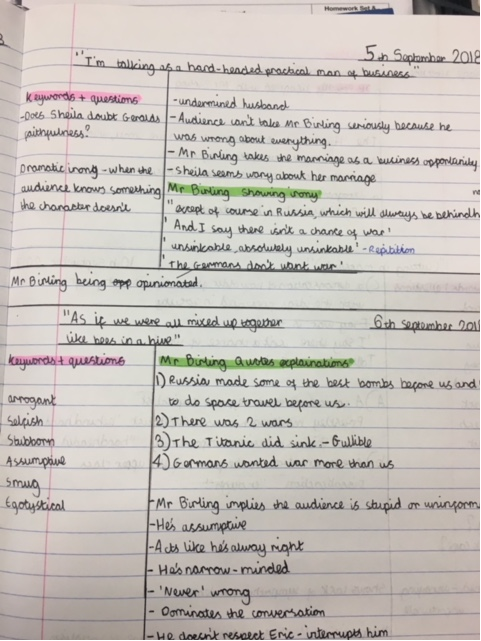 Homework Set
5th September 2018
"I'm talking as a hard-headed practical man of business"
Keywords + questions
-Does Sheila doubt Geralds
faithfulness?
Dramatic irony - when the
audience knows something
the character doesn't
-undermined husband
-Audience can't take Mr Birling seriously because he
was wrong about everything.
- Mr Birling takes the marriage as a business opportunity
-Sheila seems wary about her marriage
Mr Birling showing irony
"except of course in Russia, which will always be behindh
'And I say there isn't a chance of war'
'unsinkable, absolutely unsinkable' - Repitition
'The Germans don't want war'
Mr Birling being opp opinionated.
"As if we were all mixed up together
like bees in a hive"
6th September 201
Keywords + questions
arrogant
Selfish
Stubborn
Assumptive
Smug
Egotystical
Mr Birling Quotes explainations
1) Russia made some of the best bombs before us and
to do space travel before us.
2) There was 2 wars
3) The Titanic did sink. - Gullible
4) Germans wanted war more than us
-Mr Birling implies the audience is stupid or uninform
-He's assumptive
-Acts like he's alway right
- He's narrow-minded
- 'Never' wrong
- Dominates the conversation
- He doesn't respect Eric - interrupts him